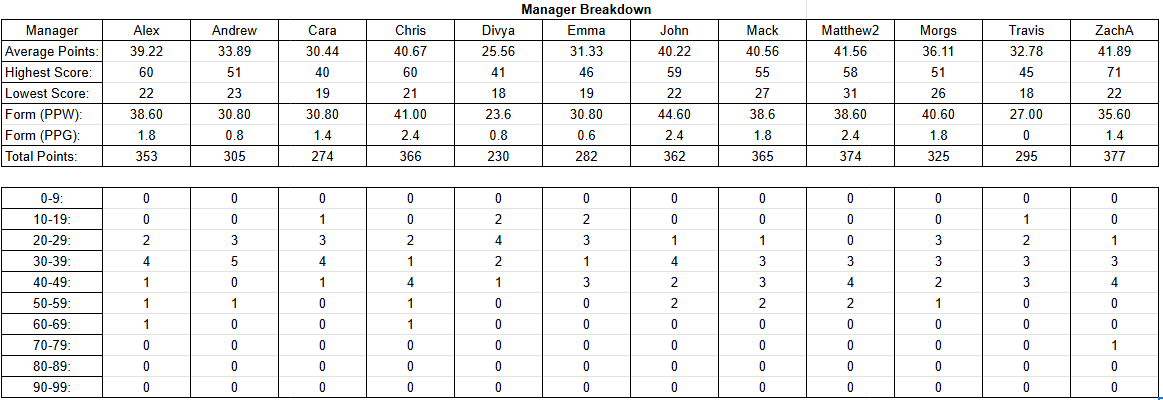 Manager Breakdown
Manager Alex Andrew Cara Chris Divya Emma John Mack Matthew2 Morgs Travis ZachA
Average Points: 39.22 33.89 30.44 40.67 25.56 31.33 40.22 40.56 41.56 36.11 32.78 41.89
Highest Score: 60 51 40 60 41 46 59 55 58 51 45 71
Lowest Score: 22 23 19 21 18 19 22 27 31 26 18 22
Form (PPW): 38.60 30.80 30.80 41.00 23.6 30.80 44.60 38.6 38.60 40.60 27.00 35.60
Form (PPG): 1.8 0.8 1.4 2.4 0.8 0.6 2.4 1.8 2.4 1.8 0 1.4
Total Points: 353 305 274 366 230 282 362 365 374 325 295 377
0-9: 0 0 0 0 0 0 0 0 0 0 0 0
10-19: 0 0 1 0 2 2 0 0 0 0 1 0
20-29: 2 3 3 2 4 3 1 1 0 3 2 1
30-39: 4 5 4 1 2 1 4 3 3 3 3 3
40-49: 1 0 1 4 1 3 2 3 4 2 3 4
50-59: 1 1 0 1 0 0 2 2 2 1 0 0
60-69: 1 0 0 1 0 0 0 0 0 0 0 0
70-79: 0 0 0 0 0 0 0 0 0 0 0 1
80-89: 0 0 0 0 0 0 0 0 0 0 0 0
90-99: 0 0 0 0 0 0 0 0 0 0 0 0